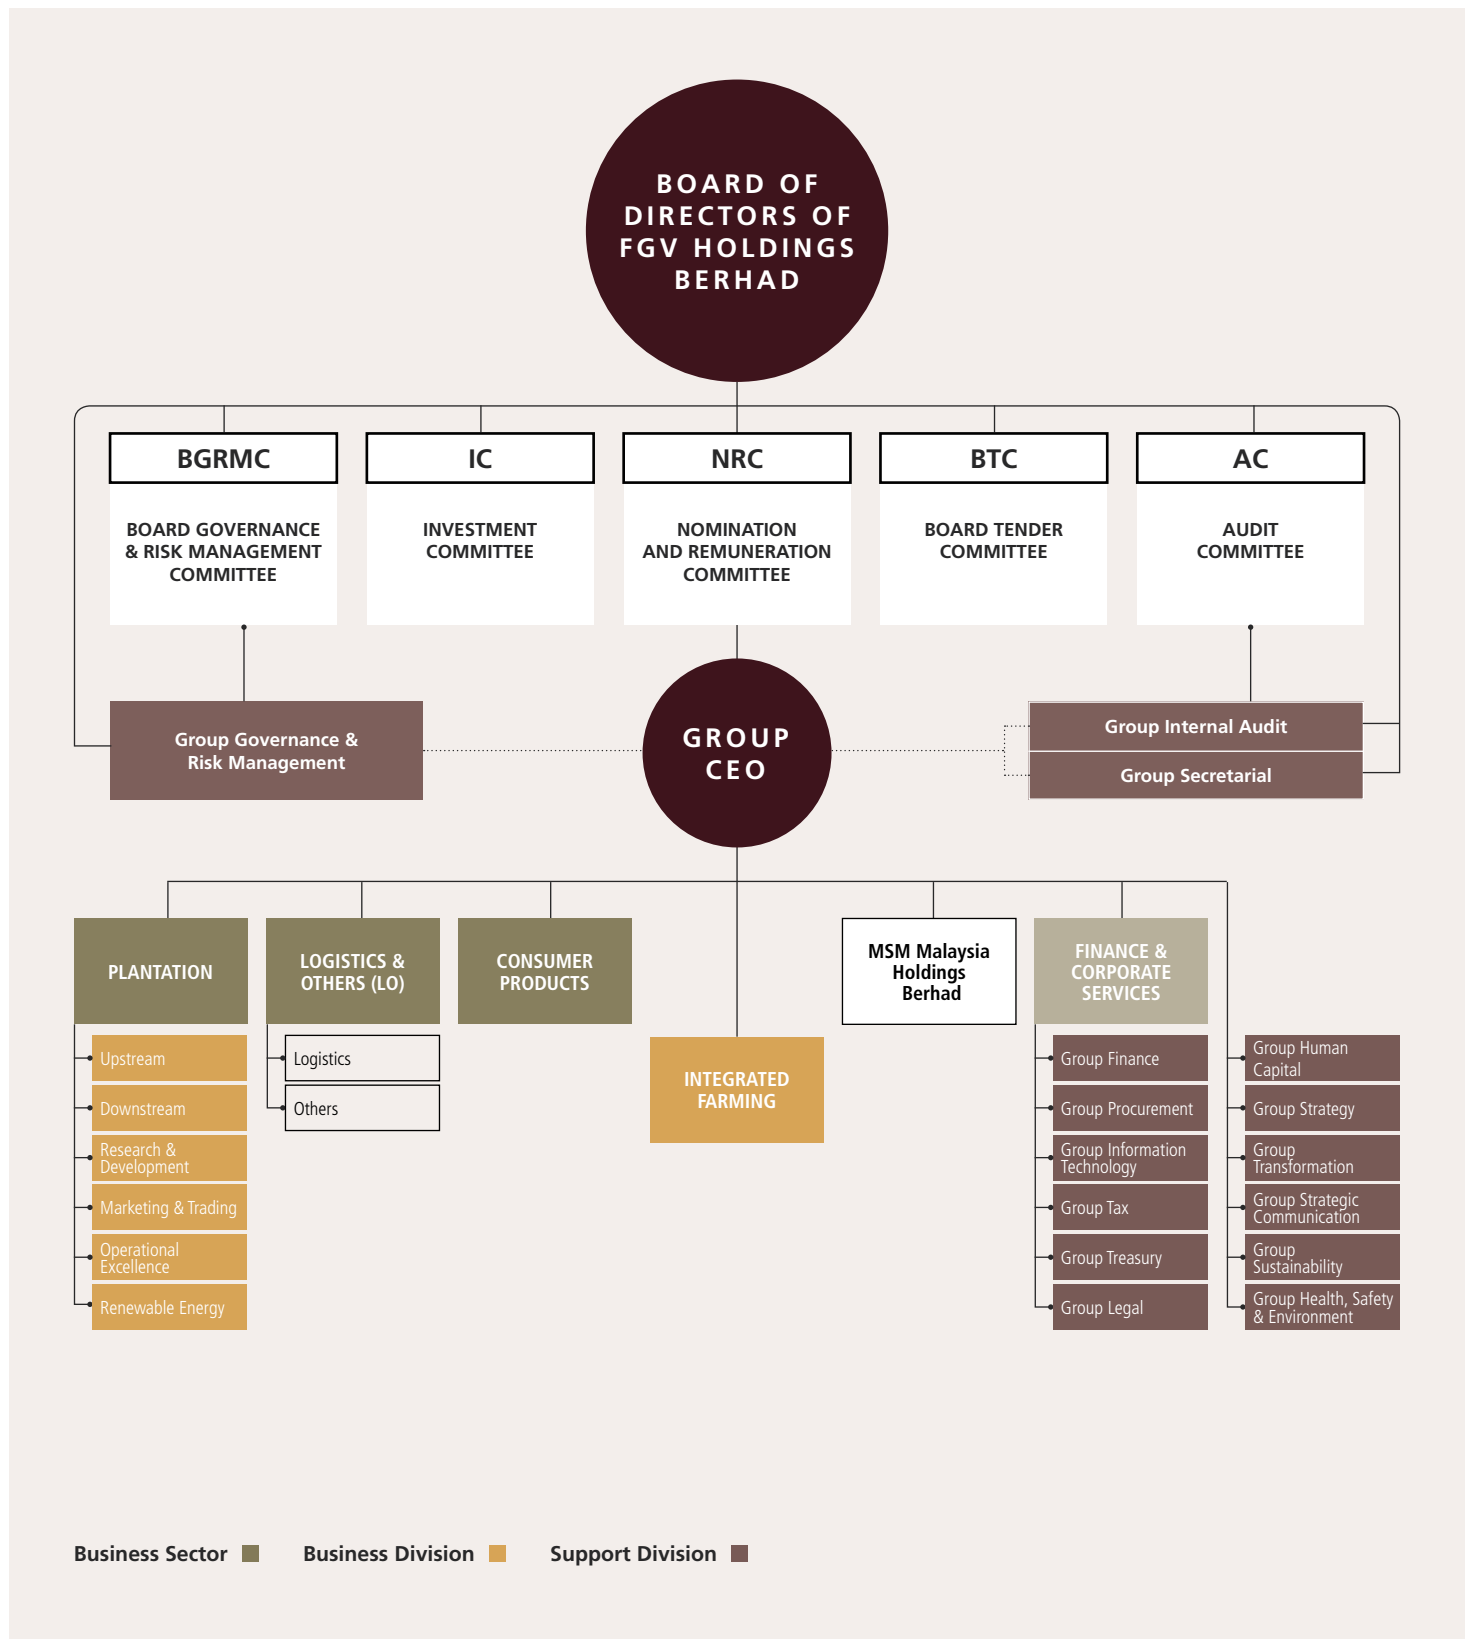 BOARD OF
DIRECTORS OF
FGV HOLDINGS
BERHAD
BGRMC
BOARD GOVERNANCE
& RISK MANAGEMENT
COMMITTEE
IC
INVESTMENT
COMMITTEE
NRC
NOMINATION
AND REMUNERATION
COMMITTEE
BTC
BOARD TENDER
COMMITTEE
AC
AUDIT
COMMITTEE
Group Governance &
Risk Management
GROUP
CEO
Group Internal Audit
Group Secretarial
PLANTATION
Upstream
Downstream
Research &
Development
Marketing & Trading
Operational
Excellence
Renewable Energy
LOGISTICS &
OTHERS (LO)
Logistics
Others
CONSUMER
PRODUCTS
INTEGRATED
FARMING
MSM Malaysia
Holdings
Berhad
FINANCE &
CORPORATE
SERVICES
Group Finance
Group Procurement
Group Information
Technology
Group Tax
Group Treasury
Group Legal
Group Human
Capital
Group Strategy
Group
Transformation
Group Strategic
Communication
Group
Sustainability
Group Health, Safety
& Environment
Business Sector
Business Division
Support Division